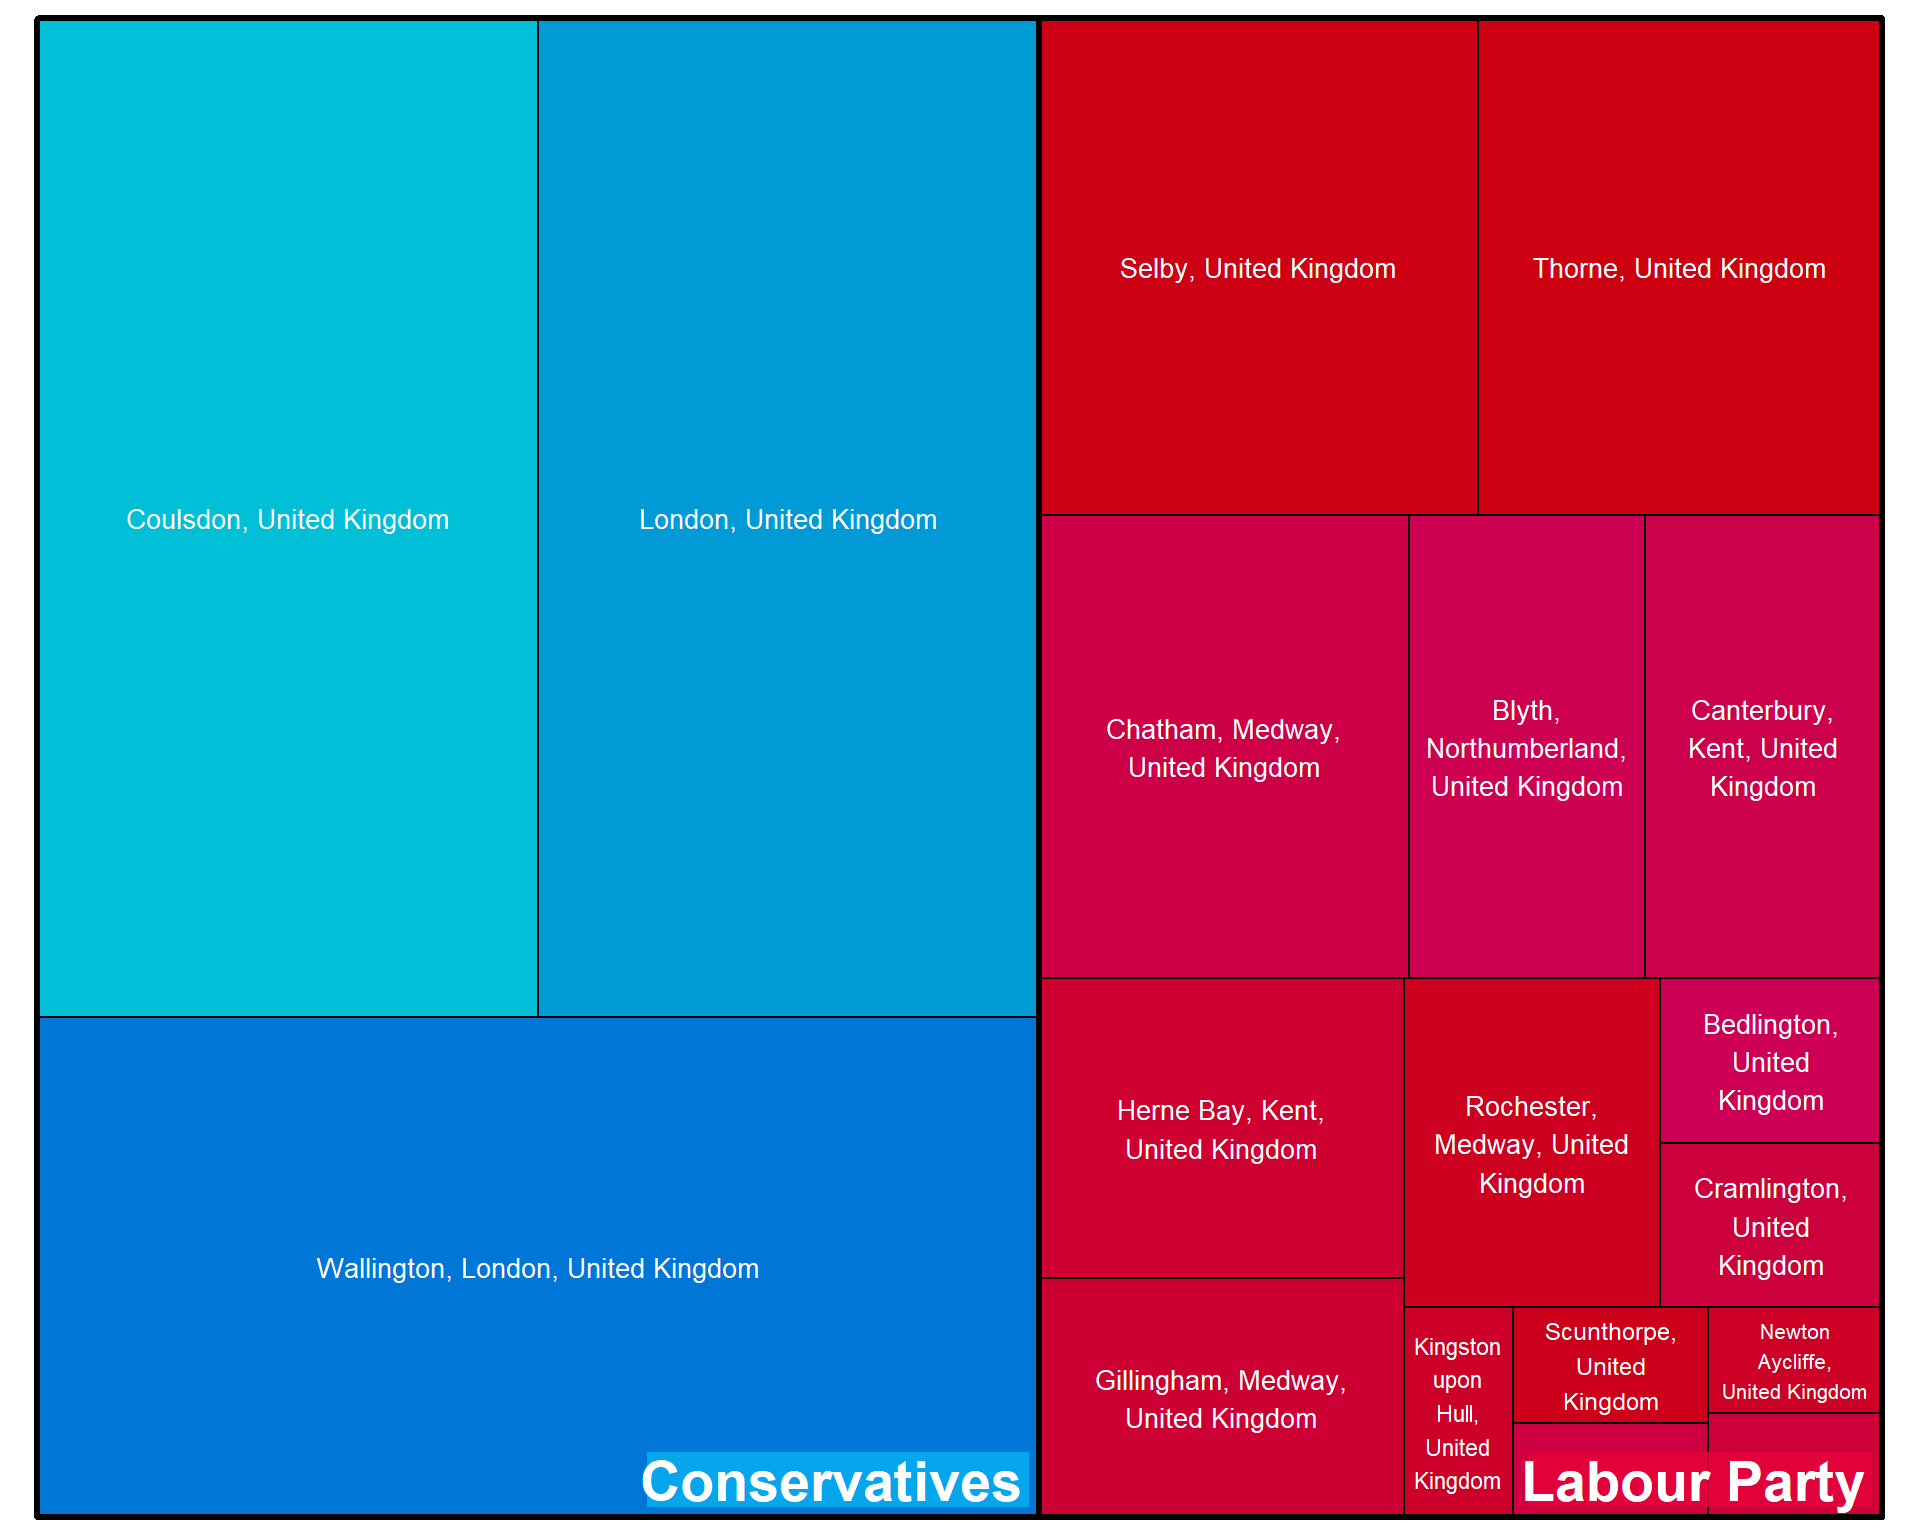 Coulsdon, United Kingdom
London, United Kingdom
Wallington, London, United Kingdom
Conservatives
Selby, United Kingdom
Thorne, United Kingdom
Chatham, Medway,
United Kingdom
Blyth,
Northumberland,
United Kingdom
Canterbury,
Kent, United
Kingdom
Herne Bay, Kent,
United Kingdom
Rochester,
Medway, United
Kingdom
Bedlington,
United
Kingdom
Cramlington,
United
Kingdom
Gillingham, Medway,
United Kingdom
Kingston
upon
Hull,
United
Kingdom
Scunthorpe,
United
Kingdom
Newton
Aycliffe,
United Kingdom
Labour Party